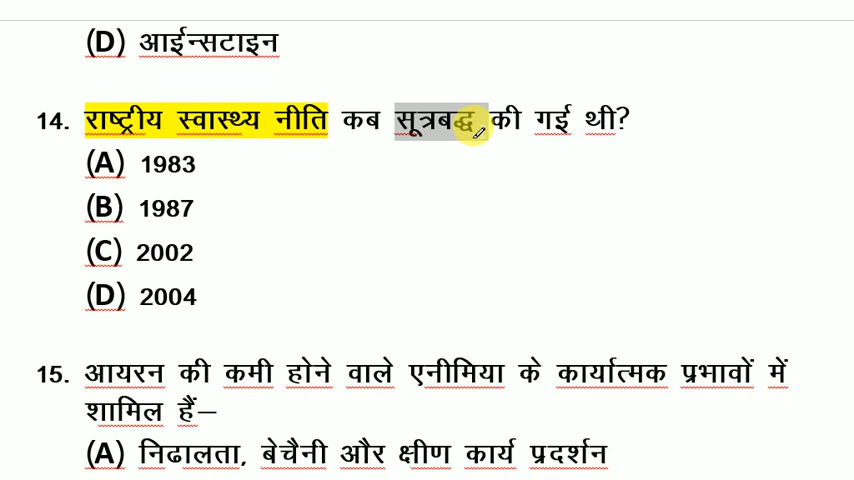 (D) आईन्सटाइन
14. राष्ट्रीय स्वास्थ्य नीति कब सूत्रबद्ध की गई थी?
(A) 1983
(B) 1987
(C) 2002
(D) 2004
15. आयरन की कमी होने वाले एनीमिया के कार्यात्मक प्रभावों में
शामिल हैं–
(A) निढालता, बेचैनी और क्षीण कार्य प्रदर्शन